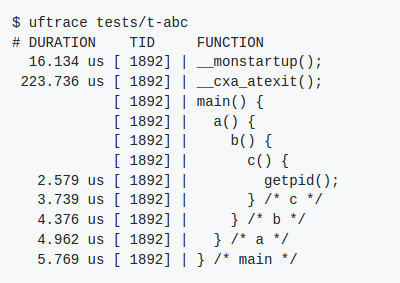 $ uftrace tests/t-abc
# DURATION    TID     FUNCTION
  16.134 us [ 1892] | __monstartup();
 223.736 us [ 1892] | __cxa_atexit();
            [ 1892] | main() {
            [ 1892] |   a() {
            [ 1892] |     b() {
            [ 1892] |       c() {
   2.579 us [ 1892] |         getpid();
   3.739 us [ 1892] |       } /* c */
   4.376 us [ 1892] |     } /* b */
   4.962 us [ 1892] |   } /* a */
   5.769 us [ 1892] | } /* main */